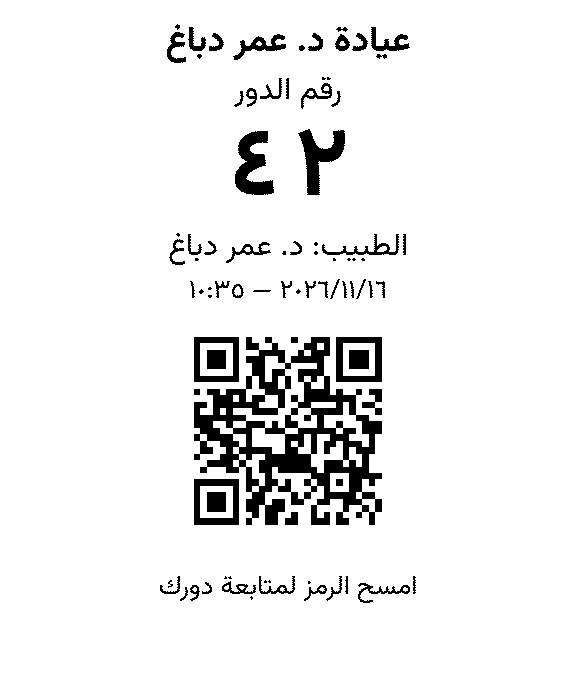 عيادة د. عمر دباغ
رقم الدور
٤٢
الطبيب: د. عمر دباغ
٢٠٢٦/١١/١٦ – ١٠:٣٥
امسح الرمز لمتابعة دورك